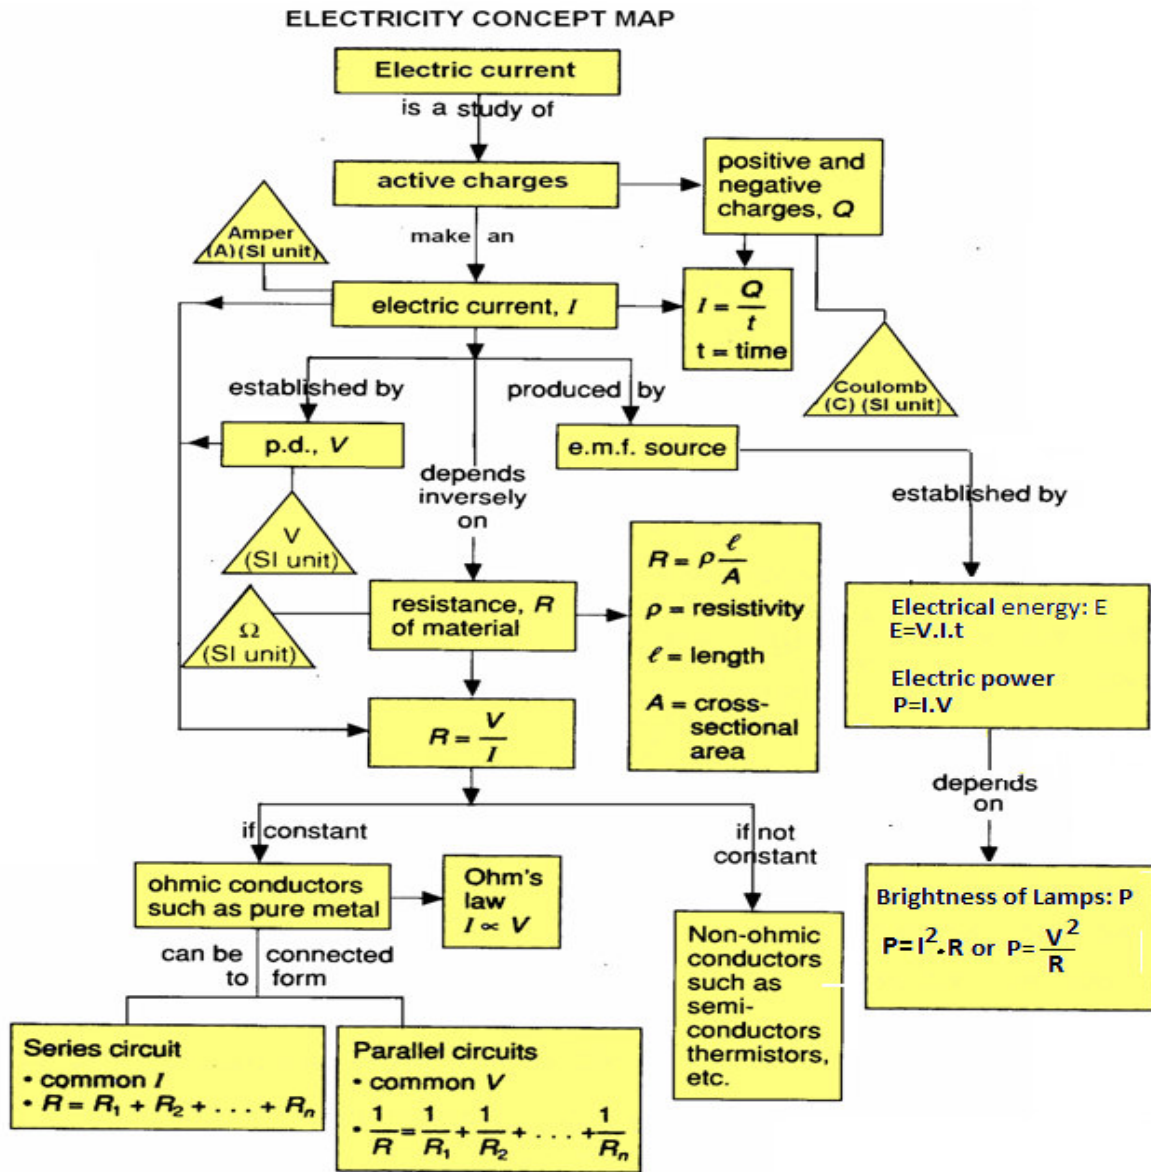 ELECTRICITY CONCEPT MAP
Electric current
is a study of
active charges
positive and
negative
charges, Q
Amper
(A)(SI unit)
make an
electric current, I
I = Q/t
t = time
Coulomb
(C) (SI unit)
established by
produced by
p.d., V
e.m.f. source
depends
inversely
on
established by
V
(SI unit)
R = ρ ℓ/A
ρ = resistivity
ℓ = length
A = cross-
sectional
area
resistance, R
of material
Ω
(SI unit)
Electrical energy: E
E=V.I.t
Electric power
P=I.V
R = V/I
depends
on
if constant
if not
constant
ohmic conductors
such as pure metal
Ohm's
law
I ∝ V
Brightness of Lamps: P
P=I².R or P=V²/R
Non-ohmic
conductors
such as
semi-
conductors
thermistors,
etc.
can be connected
to form
Series circuit
• common I
• R = R₁ + R₂ + . . . + Rₙ
Parallel circuits
• common V
• 1/R = 1/R₁ + 1/R₂ + . . . + 1/Rₙ